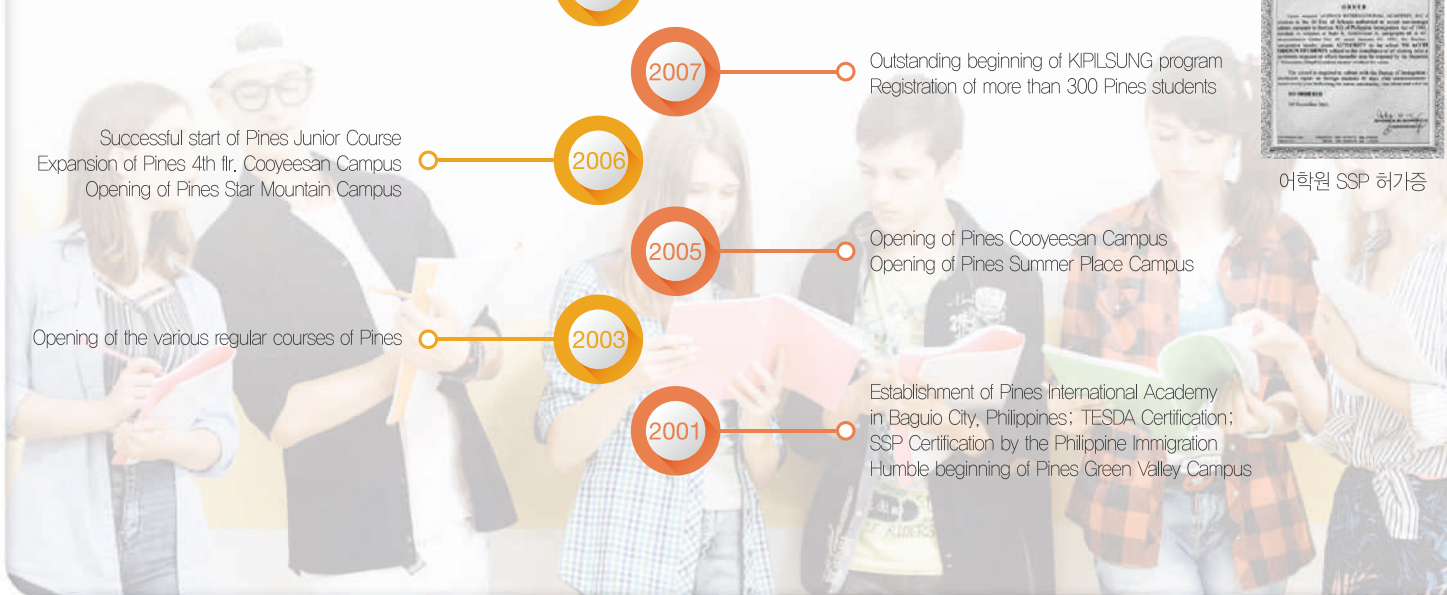 ORDER
2007
Outstanding beginning of KIPILSUNG program
Registration of more than 300 Pines students
Successful start of Pines Junior Course
Expansion of Pines 4th flr, Cooyeesan Campus
Opening of Pines Star Mountain Campus
2006
어학원 SSP 허가증
2005
Opening of Pines Cooyeesan Campus
Opening of Pines Summer Place Campus
Opening of the various regular courses of Pines
2003
2001
Establishment of Pines International Academy
in Baguio City, Philippines; TESDA Certification;
SSP Certification by the Philippine Immigration
Humble beginning of Pines Green Valley Campus
RIDERS